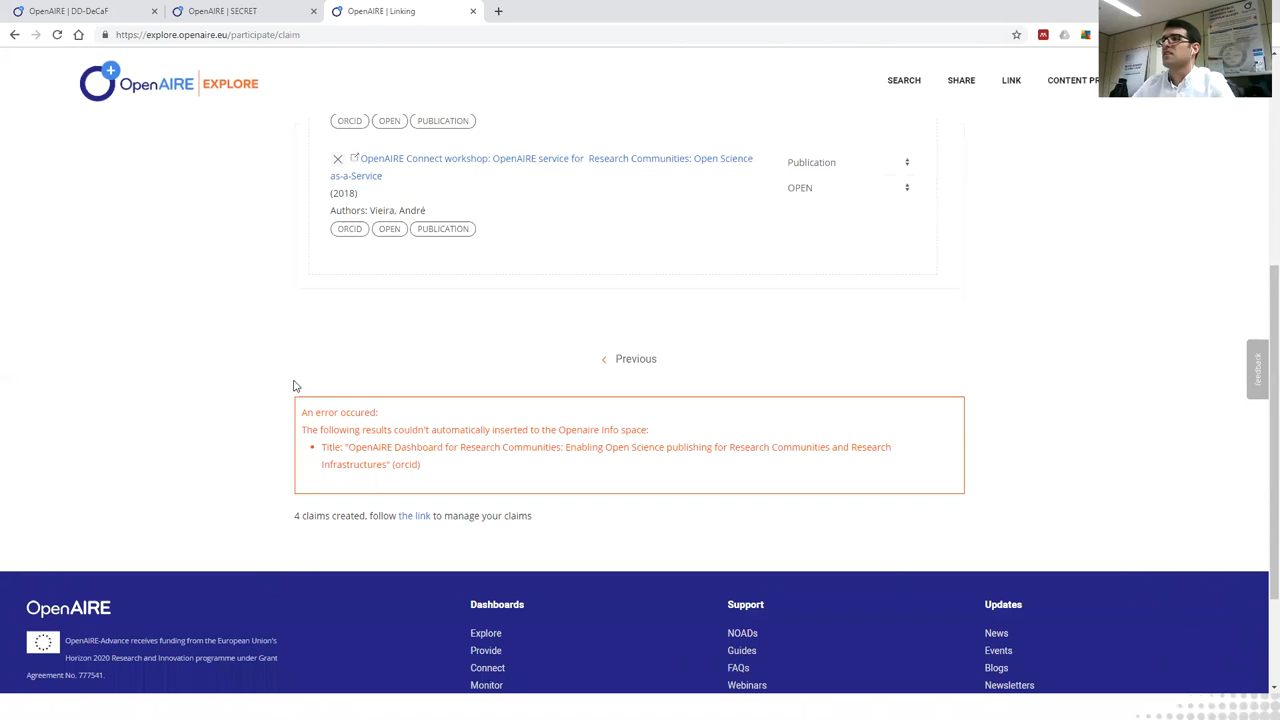 OpenAIRE | DD-DeCaF
OpenAIRE | SECRET
OpenAIRE | Linking
https://explore.openaire.eu/participate/claim
OpenAIRE | EXPLORE
SEARCH
SHARE
LINK
CONTENT PR
ORCID
OPEN
PUBLICATION
OpenAIRE Connect workshop: OpenAIRE service for Research Communities: Open Science
as-a-Service
(2018)
Authors: Vieira, André
ORCID
OPEN
PUBLICATION
Publication
OPEN
Previous
feedback
An error occured:
The following results couldn't automatically inserted to the Openaire Info space:
Title: "OpenAIRE Dashboard for Research Communities: Enabling Open Science publishing for Research Communities and Research
Infrastructures" (orcid)
4 claims created, follow the link to manage your claims
OpenAIRE
OpenAIRE-Advance receives funding from the European Union's
Horizon 2020 Research and Innovation programme under Grant
Agreement No. 777541.
Dashboards
Explore
Provide
Connect
Monitor
Support
NOADs
Guides
FAQs
Webinars
Updates
News
Events
Blogs
Newsletters